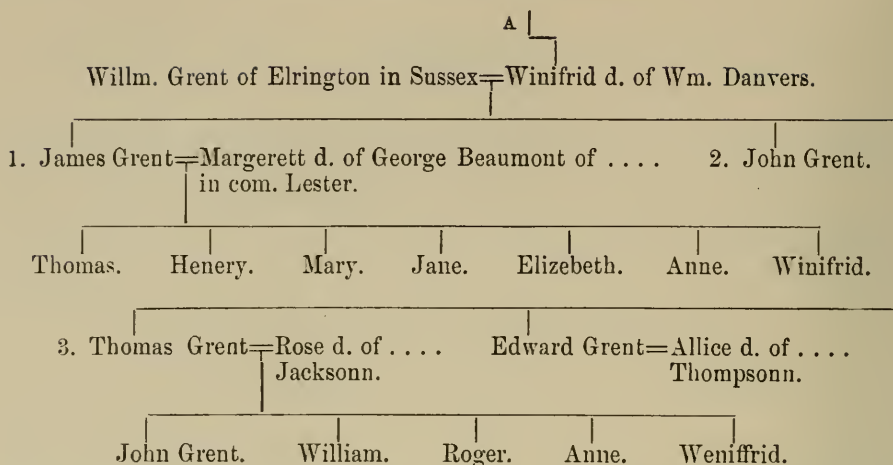 A
Willm. Grent of Elrington in Sussex=Winifrid d. of Wm. Danvers.
1. James Grent=Margerett d. of George Beaumont of . . . . 2. John Grent.
in com. Lester.
Thomas. Henery. Mary. Jane. Elizebeth. Anne. Winifrid.
3. Thomas Grent=Rose d. of . . . . Edward Grent=Allice d. of . . . .
Jacksonn. Thompsonn.
John Grent. William. Roger. Anne. Weniffrid.